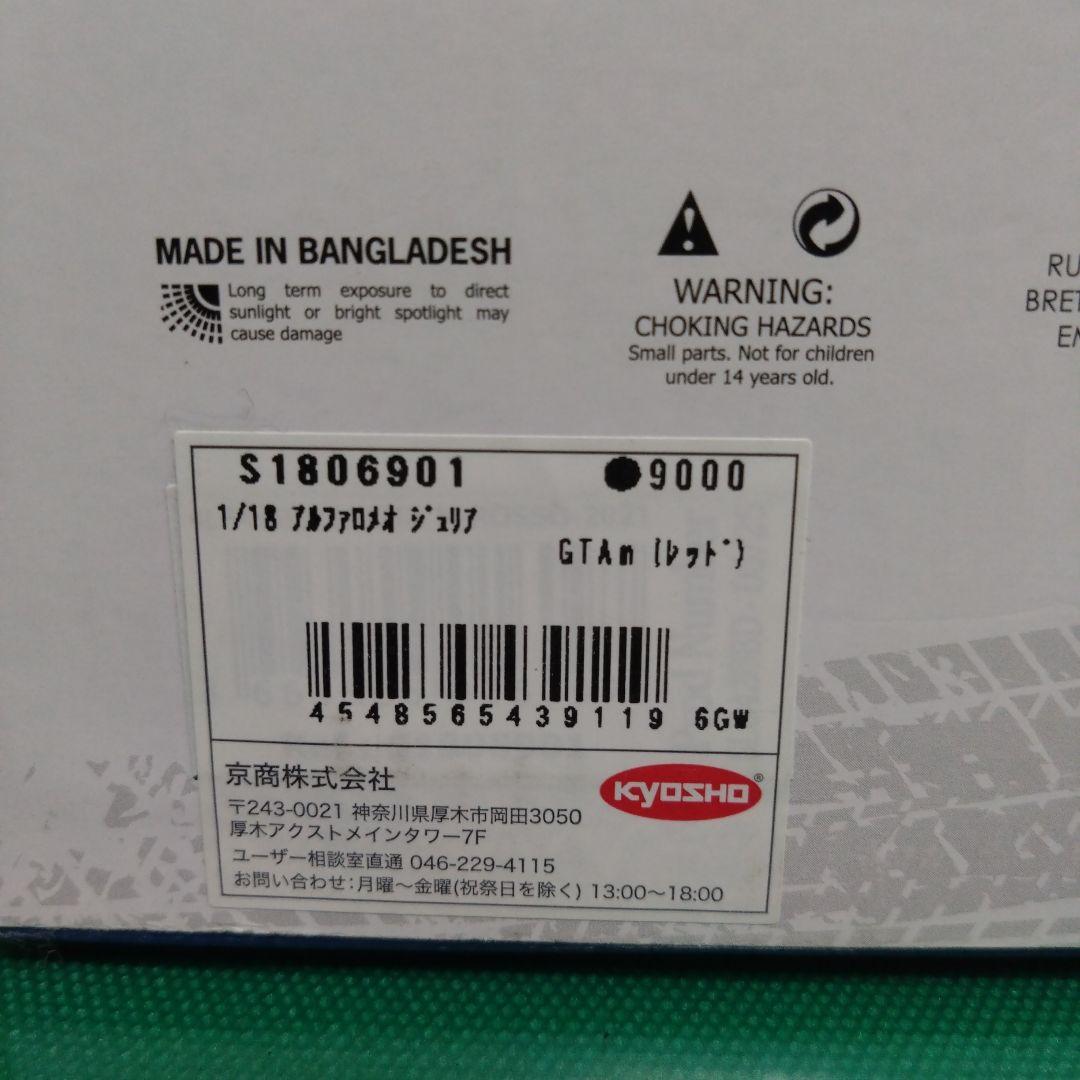 MADE IN BANGLADESH
Long term exposure to direct
sunlight or bright spotlight may
cause damage
WARNING:
CHOKING HAZARDS
Small parts. Not for children
under 14 years old.
RU
BRET
EN
S1806901 ●9000
1/18 アルファロメオ ジュリア
GTAm (レッド)
4548565439119 6GW
京商株式会社
KYOSHO®
〒243-0021 神奈川県厚木市岡田3050
厚木アクストメインタワー7F
ユーザー相談室直通 046-229-4115
お問い合わせ:月曜～金曜(祝祭日を除く) 13:00～18:00